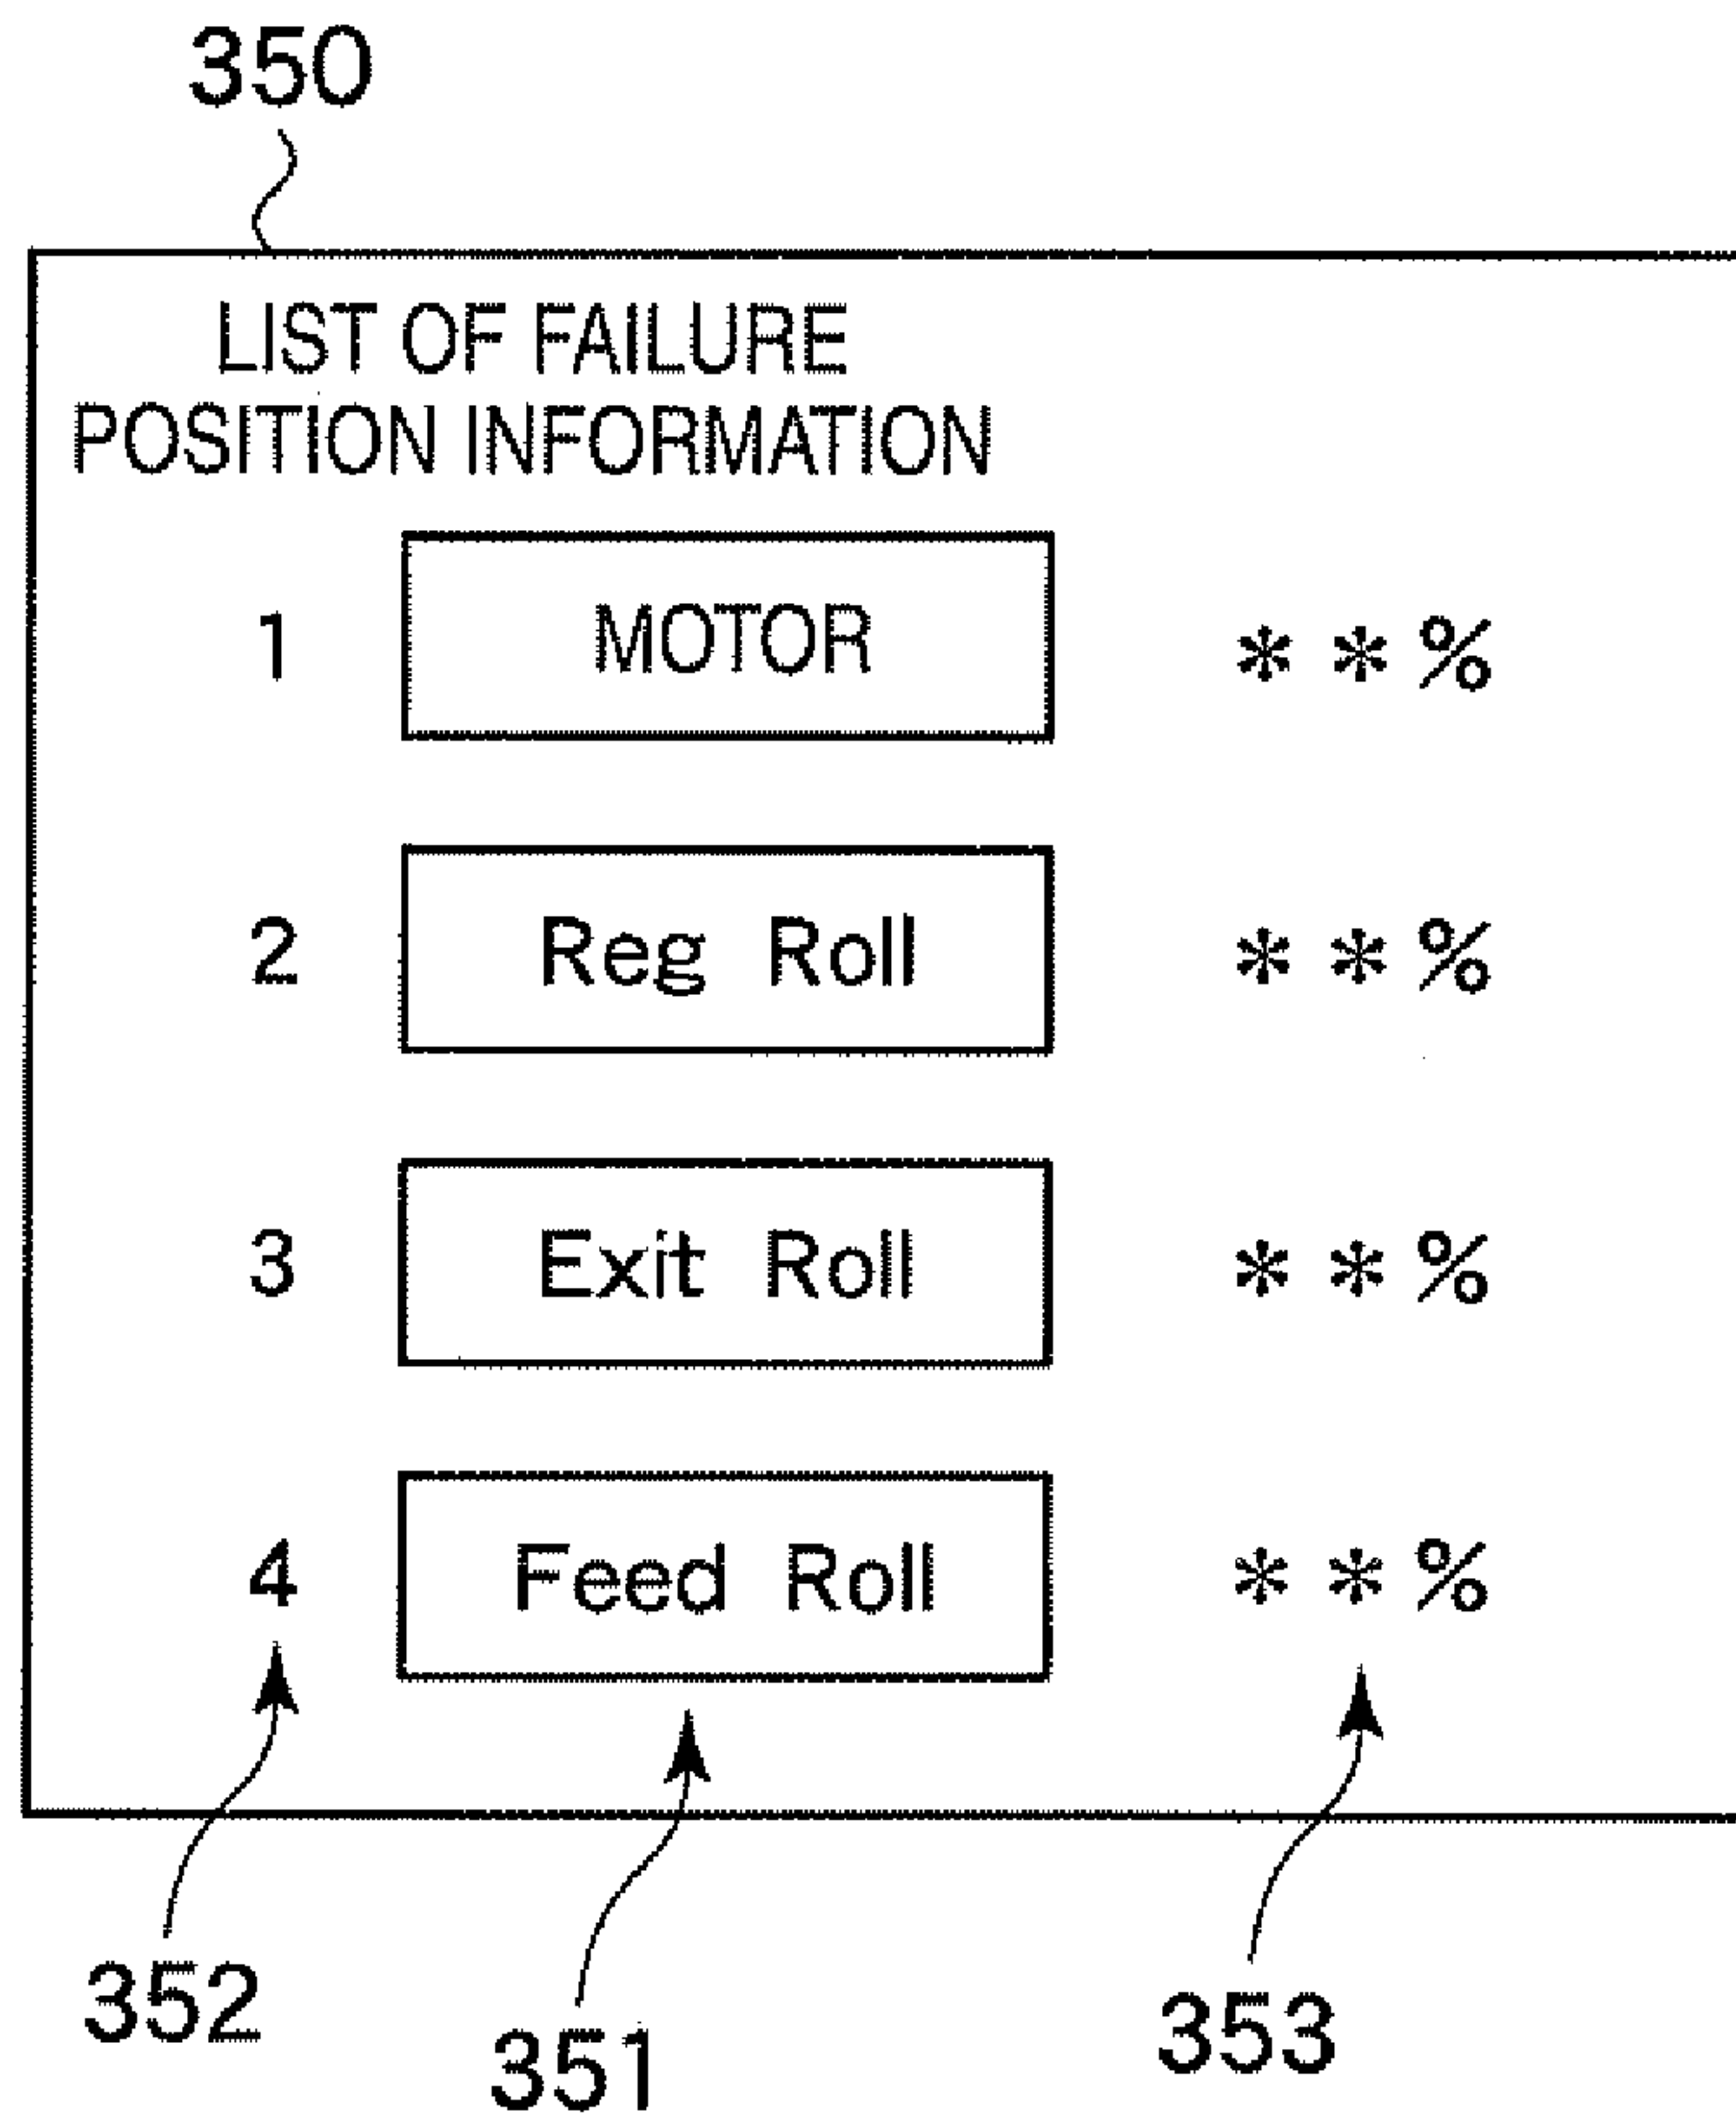 350
LIST OF FAILURE
POSITION INFORMATION
1 MOTOR **%
2 Reg Roll **%
3 Exit Roll **%
4 Feed Roll **%
352
351
353